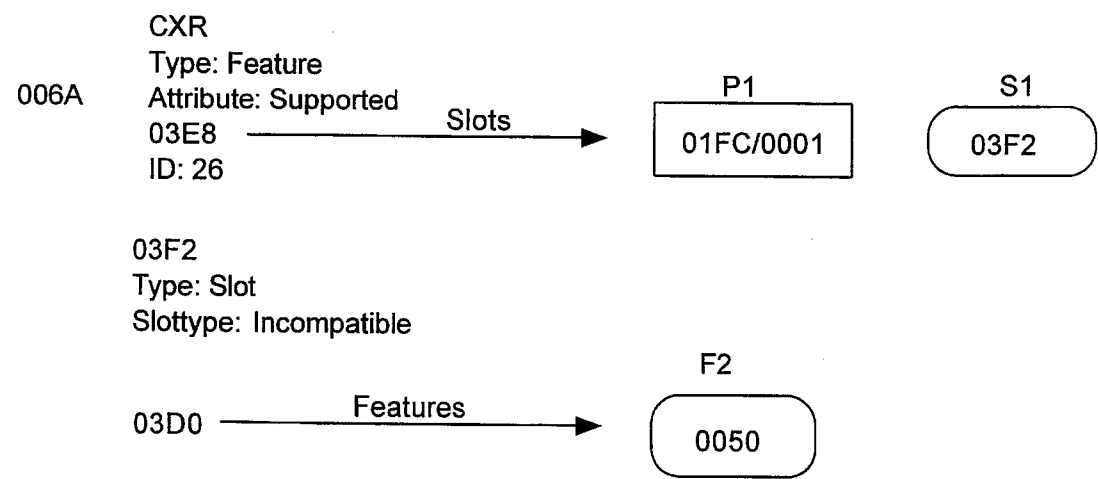 CXR
Type: Feature
006A
Attribute: Supported
03E8
ID: 26
Slots
P1
01FC/0001
S1
03F2
03F2
Type: Slot
Slottype: Incompatible
03D0
Features
F2
0050